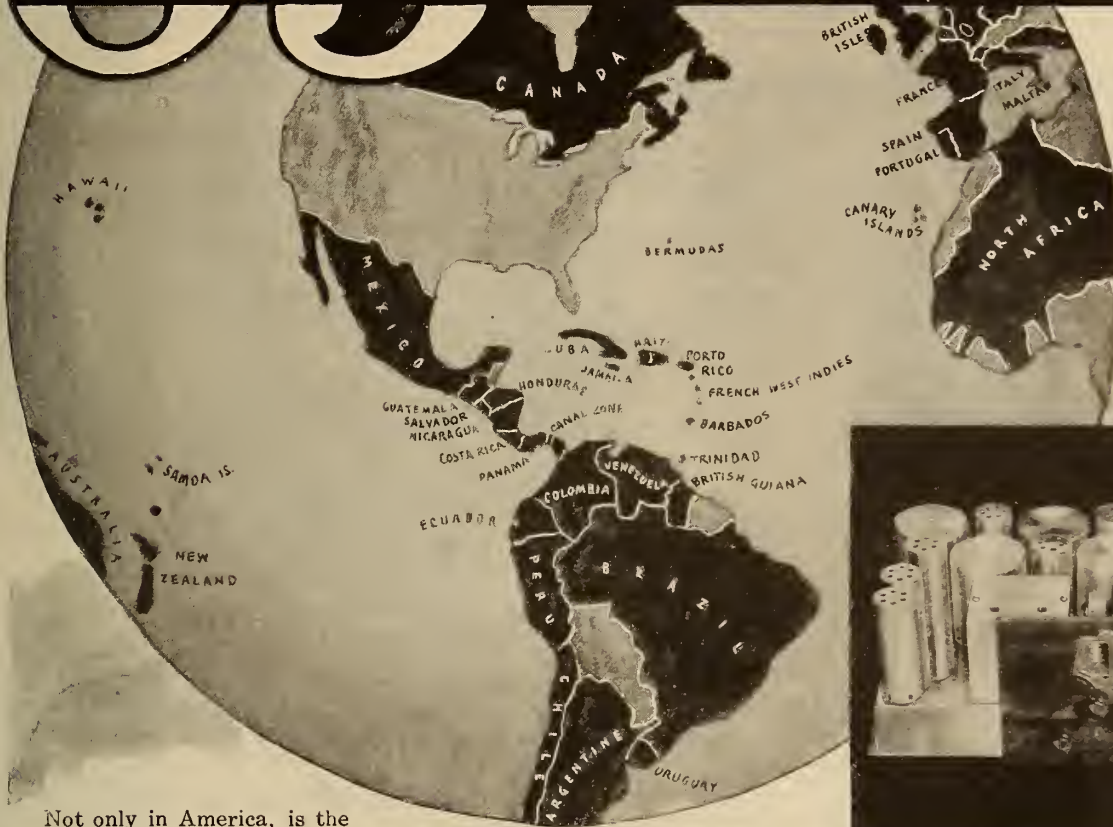 CANADA
BRITISH
ISLES
FRANCE
ITALY
MALTA
SPAIN
PORTUGAL
HAWAII
CANARY
ISLANDS
NORTH
AFRICA
BERMUDAS
MEXICO
CUBA
HAITI
PORTO
RICO
JAMAICA
FRENCH WEST INDIES
HONDURAS
GUATEMALA
SALVADOR
NICARAGUA
CANAL ZONE
BARBADOS
COSTA RICA
PANAMA
TRINIDAD
VENEZUELA
BRITISH GUIANA
COLOMBIA
AUSTRALIA
SAMOA IS.
ECUADOR
NEW
ZEALAND
PERU
BRAZIL
CHILE
ARGENTINE
URUGUAY
Not only in America, is the